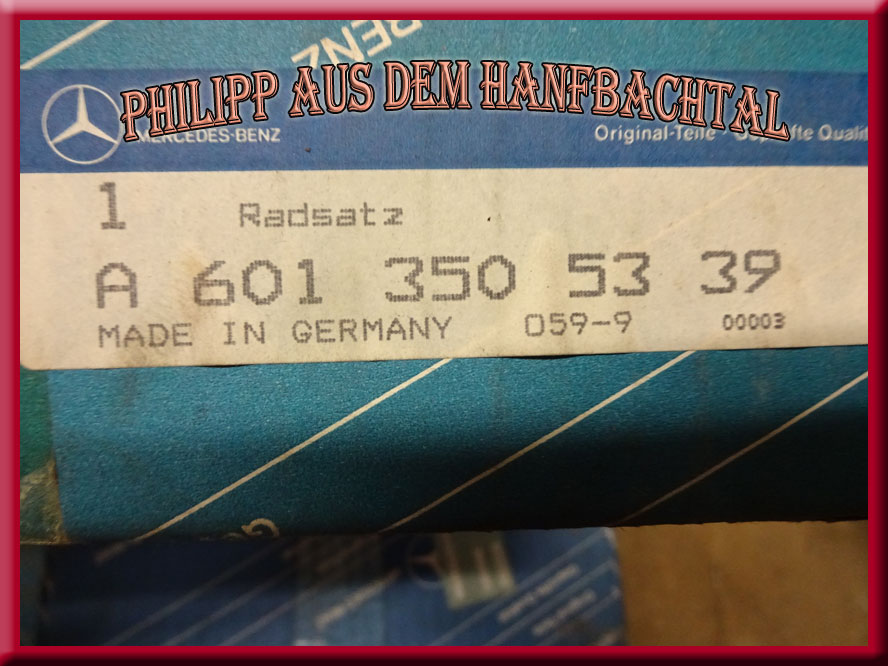 BENZ
PHILIPP AUS DEM HANFBACHTAL
MERCEDES-BENZ
Original-Teile
1 Radsatz
A 601 350 53 39
MADE IN GERMANY 059-9 00003